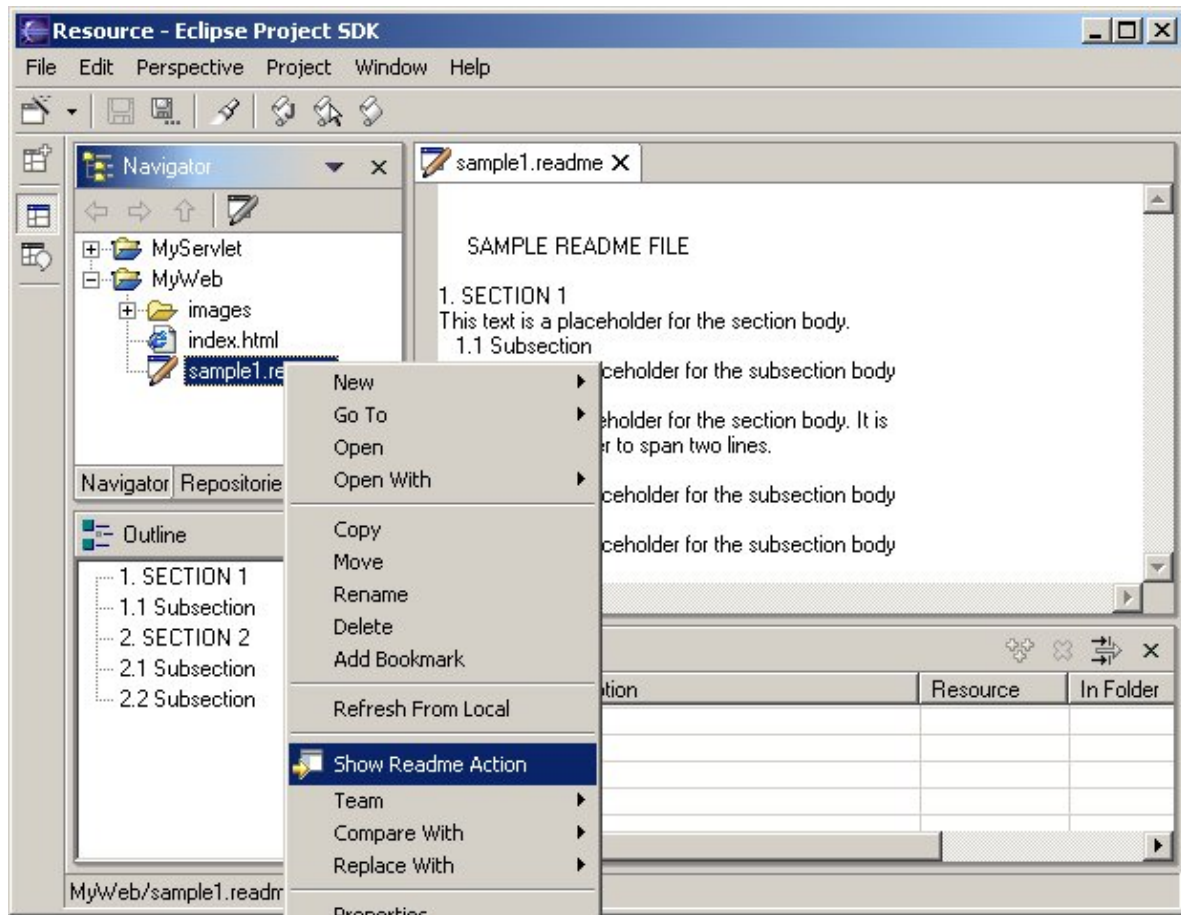 Resource - Eclipse Project SDK
File Edit Perspective Project Window Help
Navigator
sample1.readme
MyServlet
MyWeb
images
index.html
sample1.re
Navigator Repositorie
SAMPLE README FILE
1. SECTION 1
This text is a placeholder for the section body.
1.1 Subsection
ceholder for the subsection body
eholder for the section body. It is
r to span two lines.
ceholder for the subsection body
ceholder for the subsection body
New
Go To
Open
Open With
Copy
Move
Rename
Delete
Add Bookmark
Refresh From Local
Show Readme Action
Team
Compare With
Replace With
Properties
Outline
1. SECTION 1
1.1 Subsection
2. SECTION 2
2.1 Subsection
2.2 Subsection
tion Resource In Folder
MyWeb/sample1.readm